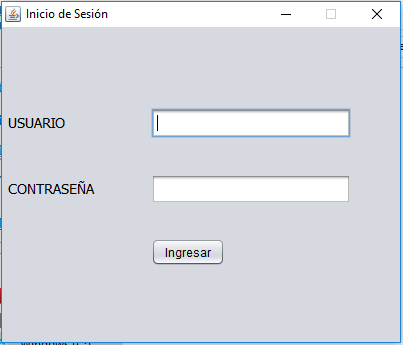 Inicio de Sesión
USUARIO
CONTRASEÑA
Ingresar